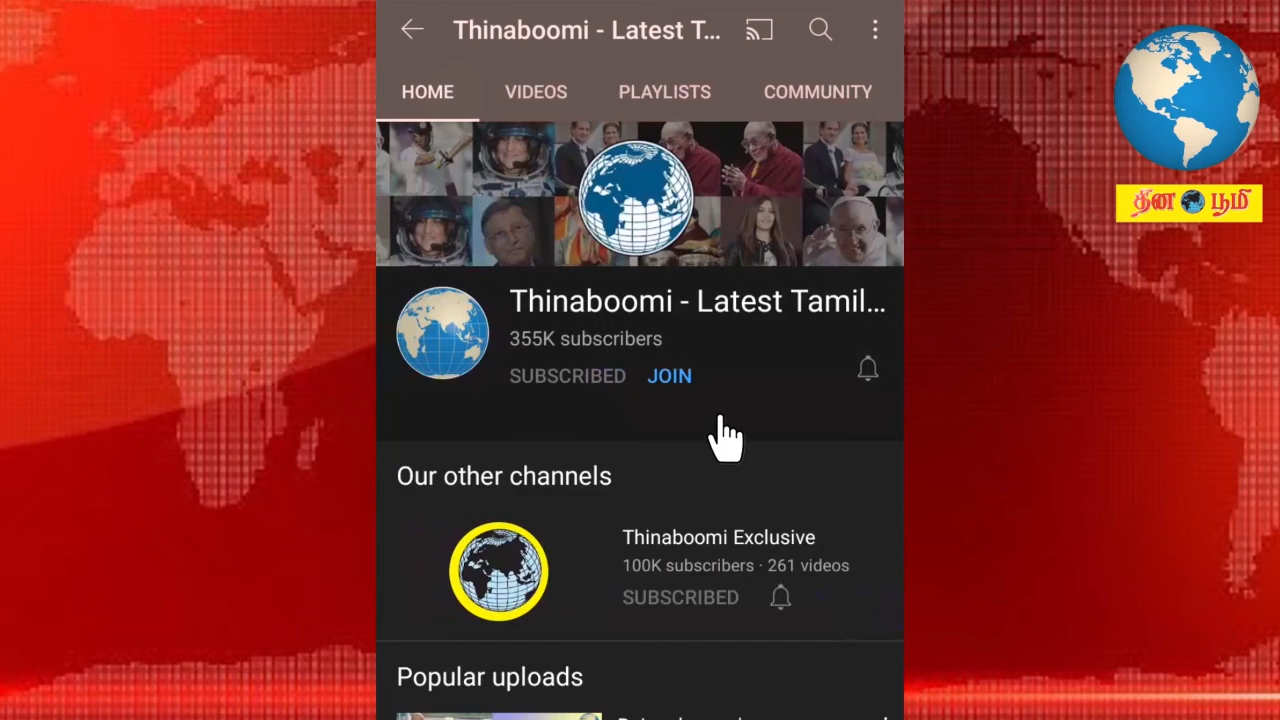 Thinaboomi - Latest T...
HOME VIDEOS PLAYLISTS COMMUNITY
தின பூமி
Thinaboomi - Latest Tamil...
355K subscribers
SUBSCRIBED JOIN
Our other channels
Thinaboomi Exclusive
100K subscribers · 261 videos
SUBSCRIBED
Popular uploads